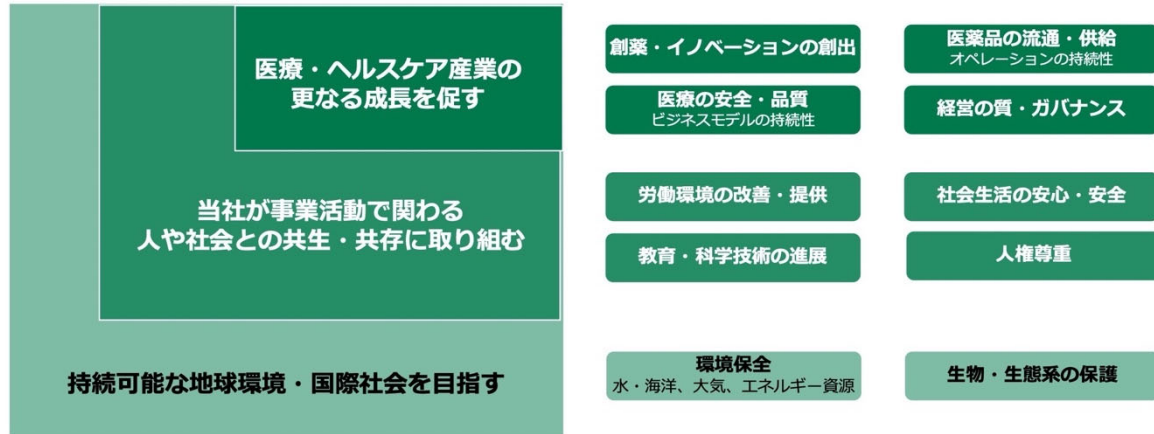 医療・ヘルスケア産業の
更なる成長を促す
創薬・イノベーションの創出
医薬品の流通・供給
オペレーションの持続性
医療の安全・品質
ビジネスモデルの持続性
経営の質・ガバナンス
当社が事業活動で関わる
人や社会との共生・共存に取り組む
労働環境の改善・提供
社会生活の安心・安全
教育・科学技術の進展
人権尊重
持続可能な地球環境・国際社会を目指す
環境保全
水・海洋、大気、エネルギー資源
生物・生態系の保護